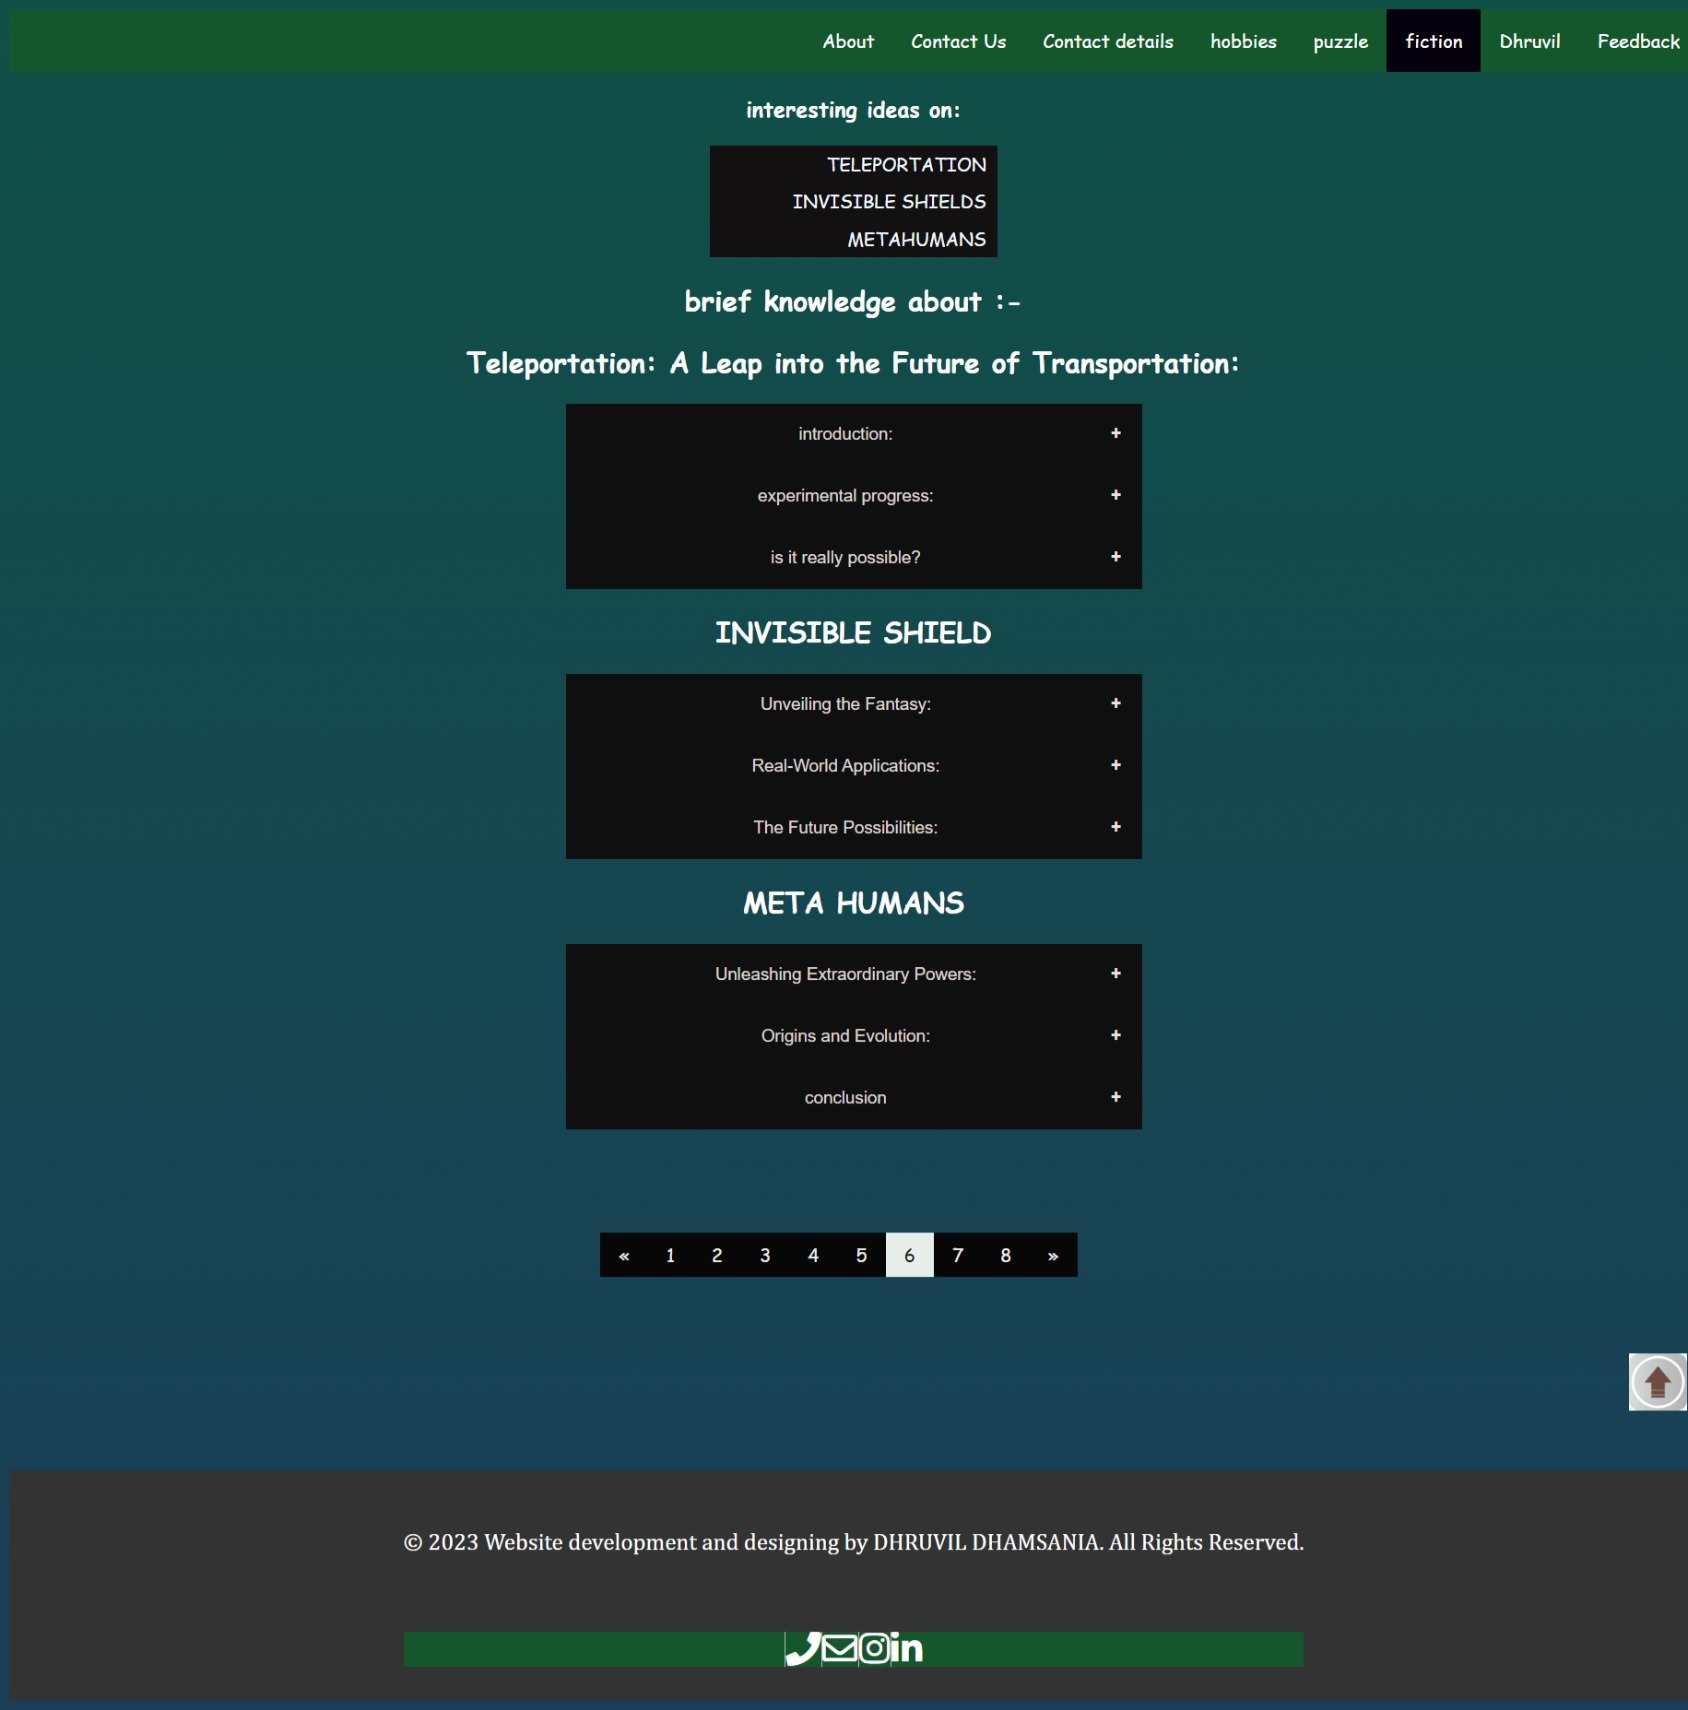 About Contact Us Contact details hobbies puzzle fiction Dhruvil Feedback
interesting ideas on:
TELEPORTATION
INVISIBLE SHIELDS
METAHUMANS
brief knowledge about :-
Teleportation: A Leap into the Future of Transportation:
introduction: +
experimental progress: +
is it really possible? +
INVISIBLE SHIELD
Unveiling the Fantasy: +
Real-World Applications: +
The Future Possibilities: +
META HUMANS
Unleashing Extraordinary Powers: +
Origins and Evolution: +
conclusion +
« 1 2 3 4 5 6 7 8 »
© 2023 Website development and designing by DHRUVIL DHAMSANIA. All Rights Reserved.